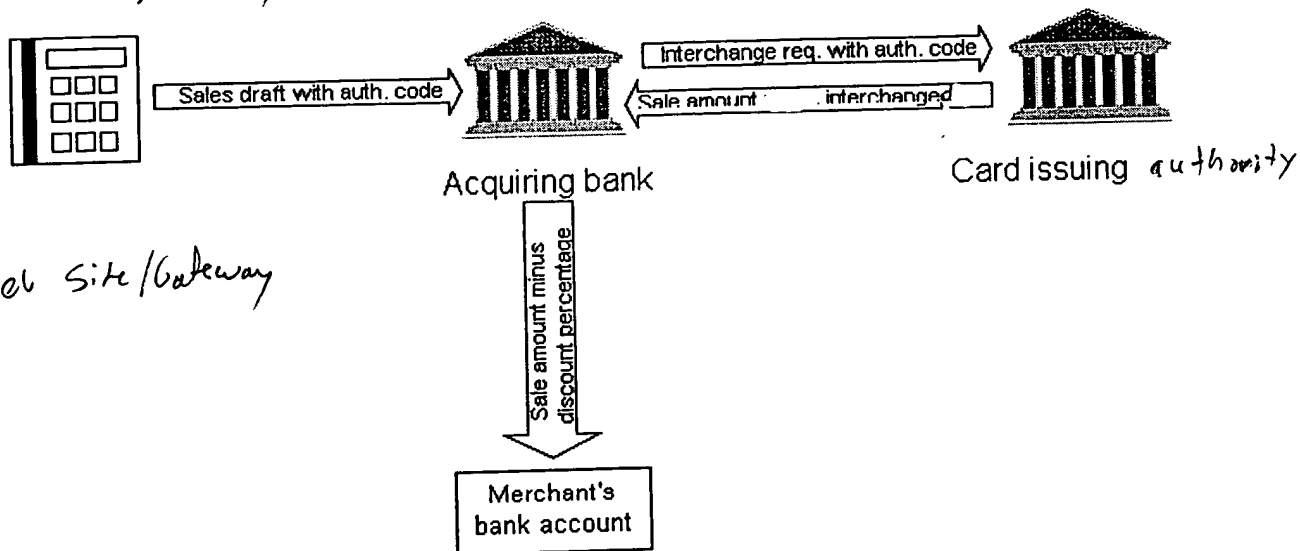 Interchange req. with auth. code
Sales draft with auth. code
Sale amount interchanged
Acquiring bank
Card issuing authority
Site/Gateway
Sale amount minus
discount percentage
Merchant's
bank account